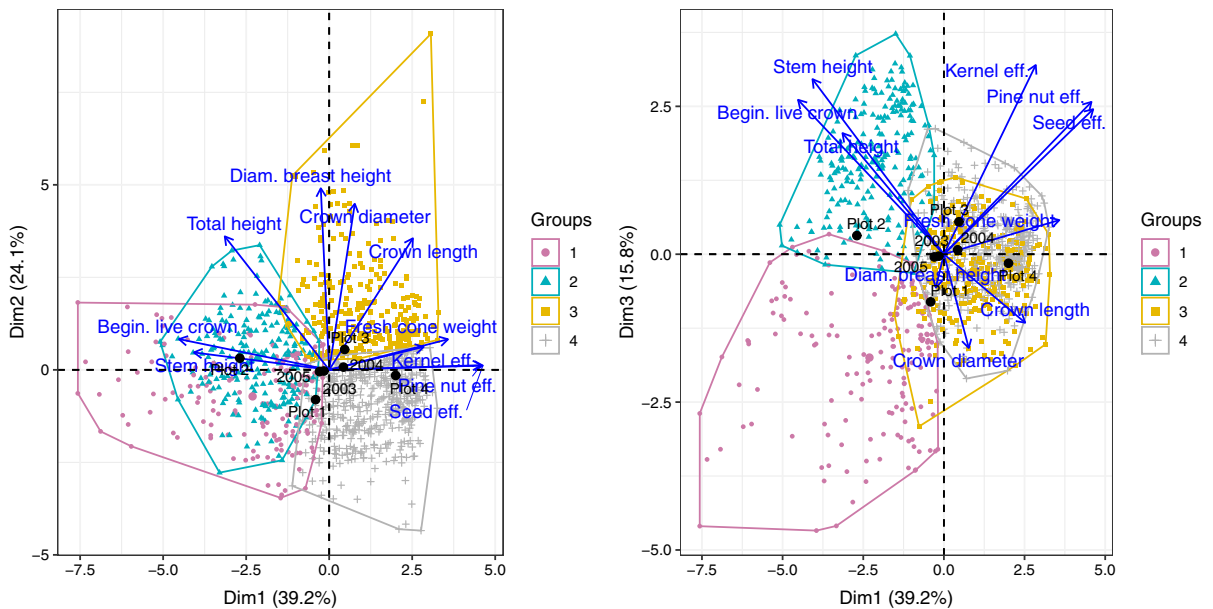 5
0
−5
Dim2 (24.1%)
Diam. breast height
Crown diameter
Total height
Crown length
Begin. live crown
Fresh cone weight
Plot 3
Stem height
Plot 2
2004
Kernel eff.
2005
2003
Plot 4
Pine nut eff.
Plot 1
Seed eff.
−7.5 −5.0 −2.5 0.0 2.5 5.0
Dim1 (39.2%)
Groups
1
2
3
4
2.5
0.0
−2.5
−5.0
Dim3 (15.8%)
Stem height
Kernel eff.
Pine nut eff.
Begin. live crown
Seed eff.
Total height
Plot 3
Plot 2
Fresh cone weight
2003
2004
2005
Diam. breast height
Plot 4
Plot 1
Crown length
Crown diameter
−7.5 −5.0 −2.5 0.0 2.5 5.0
Dim1 (39.2%)
Groups
1
2
3
4